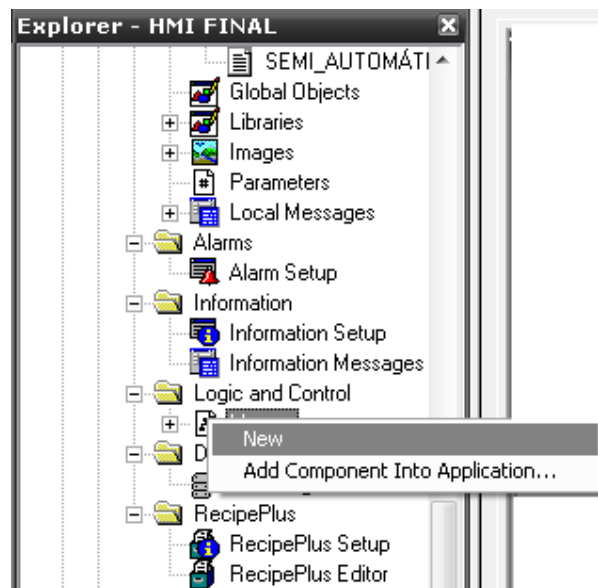 Explorer - HMI FINAL
SEMI_AUTOMÁTI
Global Objects
Libraries
Images
Parameters
Local Messages
Alarms
Alarm Setup
Information
Information Setup
Information Messages
Logic and Control
New
D
Add Component Into Application...
RecipePlus
RecipePlus Setup
RecipePlus Editor